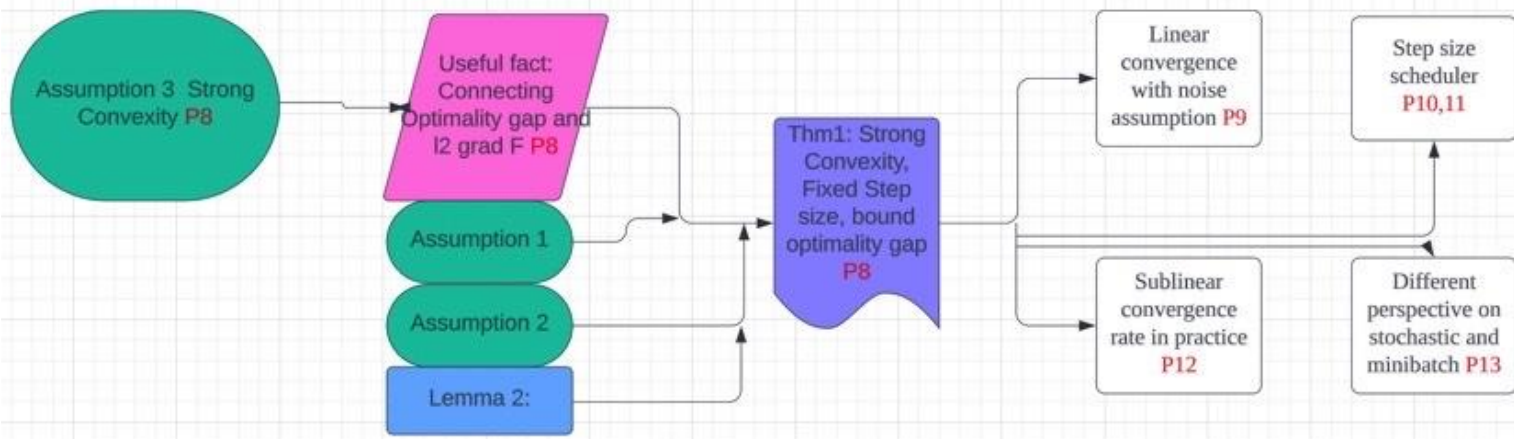 Assumption 3 Strong
Convexity P8
Useful fact:
Connecting
Optimality gap and
l2 grad F P8
Assumption 1
Assumption 2
Lemma 2:
Thm1: Strong
Convexity,
Fixed Step
size, bound
optimality gap
P8
Linear
convergence
with noise
assumption P9
Step size
scheduler
P10,11
Sublinear
convergence
rate in practice
P12
Different
perspective on
stochastic and
minibatch P13